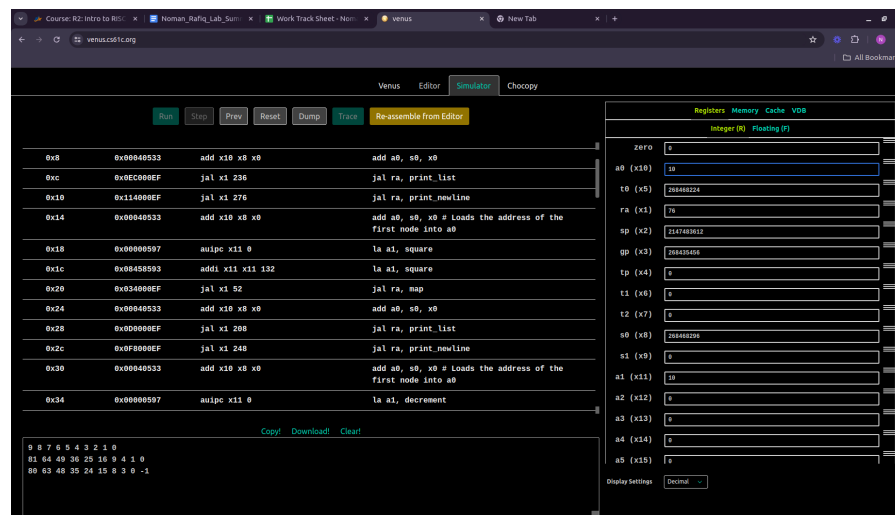 Course: R2: Intro to RISC
Noman_Rafiq_Lab_Sum
Work Track Sheet - Nom
venus
New Tab
venus.cs61c.org
All Bookmar
Venus Editor Simulator Chocopy
Run Step Prev Reset Dump Trace Re-assemble from Editor
0x8 0x00040533 add x10 x8 x0 add a0, s0, x0
0xc 0x0EC000EF jal x1 236 jal ra, print_list
0x10 0x114000EF jal x1 276 jal ra, print_newline
0x14 0x00040533 add x10 x8 x0 add a0, s0, x0 # Loads the address of the
first node into a0
0x18 0x00000597 auipc x11 0 la a1, square
0x1c 0x08458593 addi x11 x11 132 la a1, square
0x20 0x034000EF jal x1 52 jal ra, map
0x24 0x00040533 add x10 x8 x0 add a0, s0, x0
0x28 0x0D0000EF jal x1 208 jal ra, print_list
0x2c 0x0F8000EF jal x1 248 jal ra, print_newline
0x30 0x00040533 add x10 x8 x0 add a0, s0, x0 # Loads the address of the
first node into a0
0x34 0x00000597 auipc x11 0 la a1, decrement
Copy! Download! Clear!
9 8 7 6 5 4 3 2 1 0
81 64 49 36 25 16 9 4 1 0
80 63 48 35 24 15 8 3 0 -1
Registers Memory Cache VDB
Integer (R) Floating (F)
zero 0
a0 (x10) 10
t0 (x5) 268468224
ra (x1) 76
sp (x2) 2147483612
gp (x3) 268435456
tp (x4) 0
t1 (x6) 0
t2 (x7) 0
s0 (x8) 268468296
s1 (x9) 0
a1 (x11) 10
a2 (x12) 0
a3 (x13) 0
a4 (x14) 0
a5 (x15) 0
Display Settings Decimal